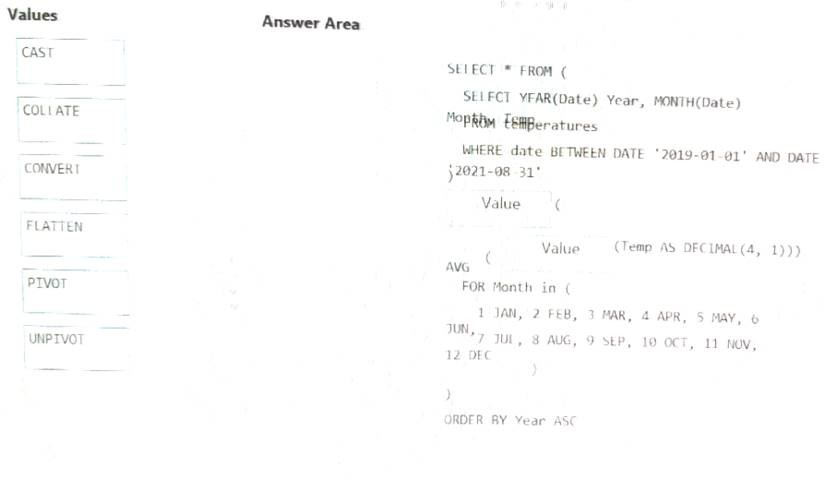 Values
Answer Area
CAST
COLLATE
CONVERT
FLATTEN
PIVOT
UNPIVOT
SELECT * FROM (
SELECT YEAR(Date) Year, MONTH(Date)
Month, Temp
FROM temperatures
WHERE date BETWEEN DATE '2019-01-01' AND DATE
'2021-08-31'
)
Value (
AVG ( Value (Temp AS DECIMAL(4, 1)))
FOR Month in (
1 JAN, 2 FEB, 3 MAR, 4 APR, 5 MAY, 6
JUN,
7 JUL, 8 AUG, 9 SEP, 10 OCT, 11 NOV,
12 DEC
)
)
ORDER BY Year ASC